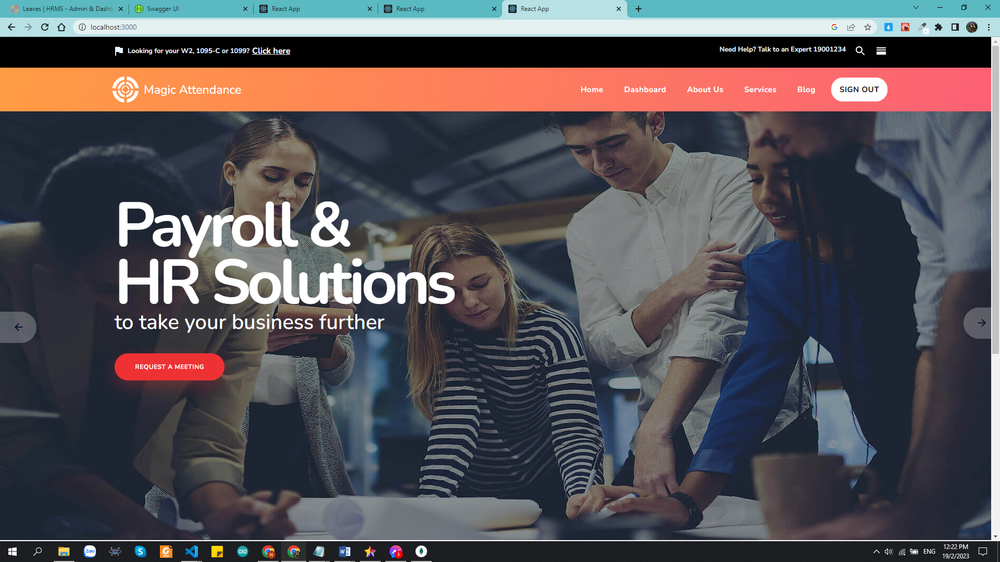 Leaves | HRMS - Admin & Dashb
Swagger UI
React App
React App
React App
localhost:3000
Looking for your W2, 1095-C or 1099? Click here
Need Help? Talk to an Expert 19001234
Magic Attendance
Home
Dashboard
About Us
Services
Blog
SIGN OUT
Payroll &
HR Solutions
to take your business further
REQUEST A MEETING
Zalo
S
G
PDF
N
W
3
ENG
12:22 PM
19/2/2023